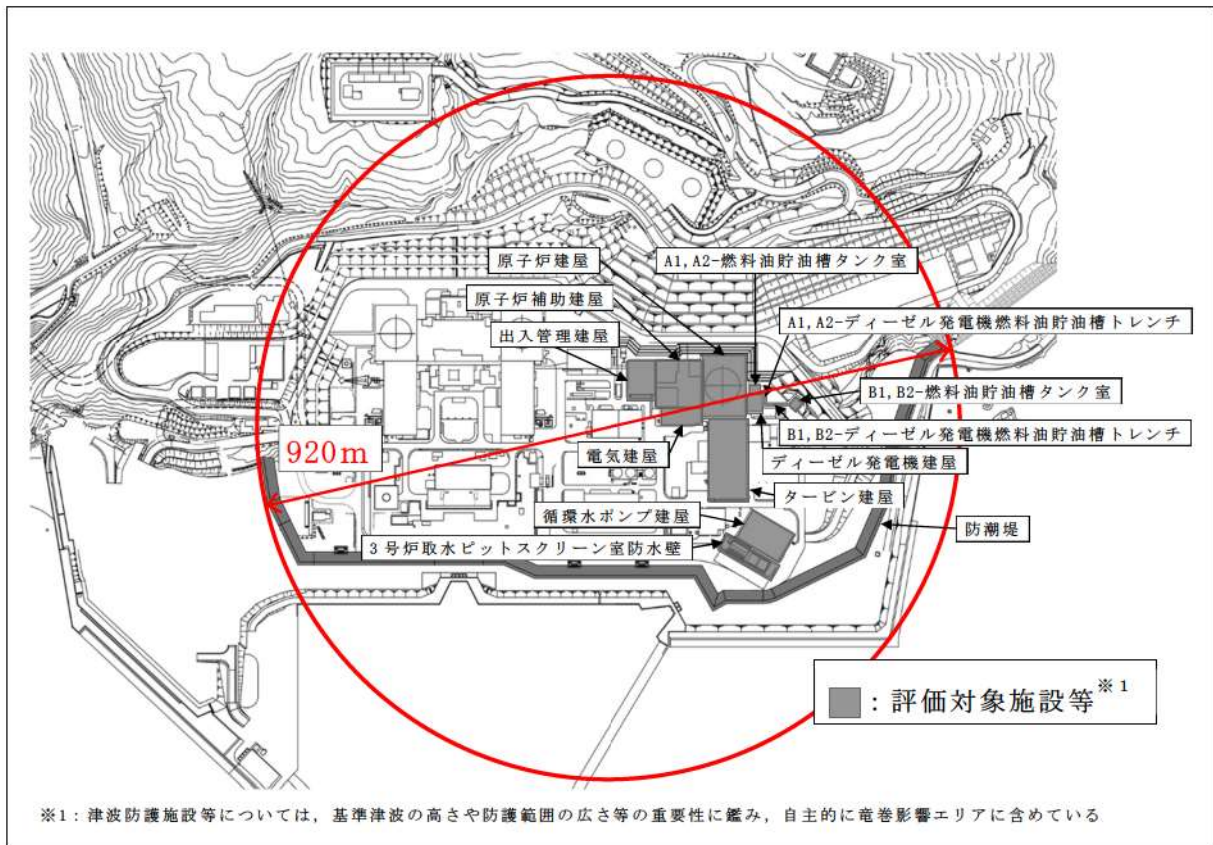 原子炉建屋
A1,A2-燃料油貯油槽タンク室
原子炉補助建屋
A1,A2-ディーゼル発電機燃料油貯油槽トレンチ
出入管理建屋
B1,B2-燃料油貯油槽タンク室
B1,B2-ディーゼル発電機燃料油貯油槽トレンチ
920m
電気建屋
ディーゼル発電機建屋
タービン建屋
循環水ポンプ建屋
防潮堤
3号炉取水ピットスクリーン室防水壁
:評価対象施設等※1
※1:津波防護施設等については,基準津波の高さや防護範囲の広さ等の重要性に鑑み,自主的に竜巻影響エリアに含めている